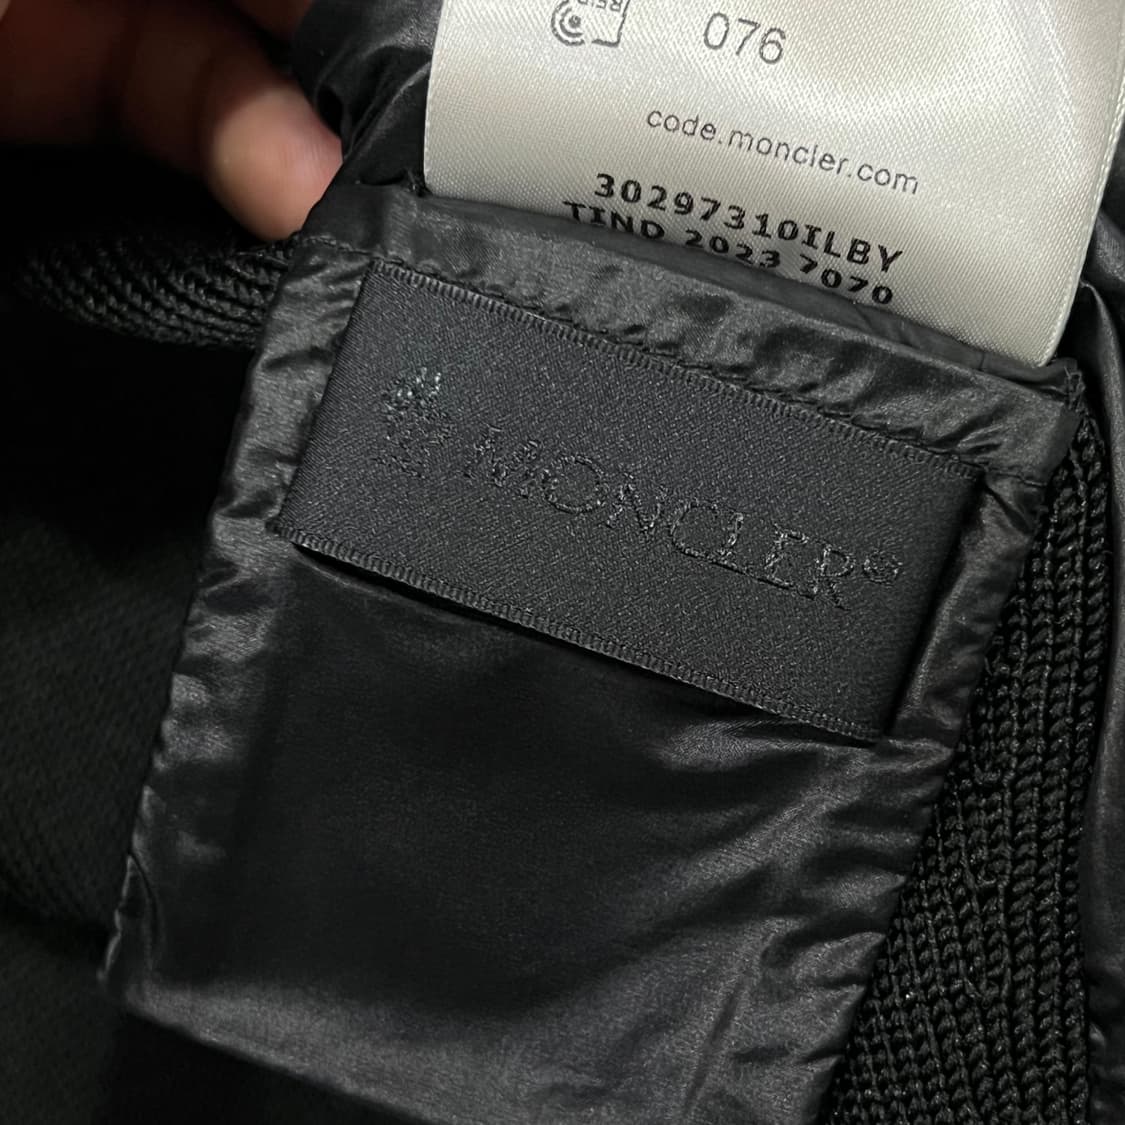 076
code.moncler.com
30297310ILBY
TIND 2023 7070
MONCLER